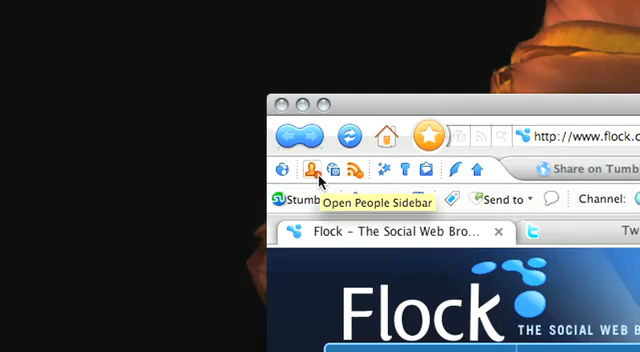 http://www.flock.c
Share on Tumb
Stumb
Open People Sidebar
Send to
Channel:
Flock – The Social Web Bro...
Tw
Flock
THE SOCIAL WEB B